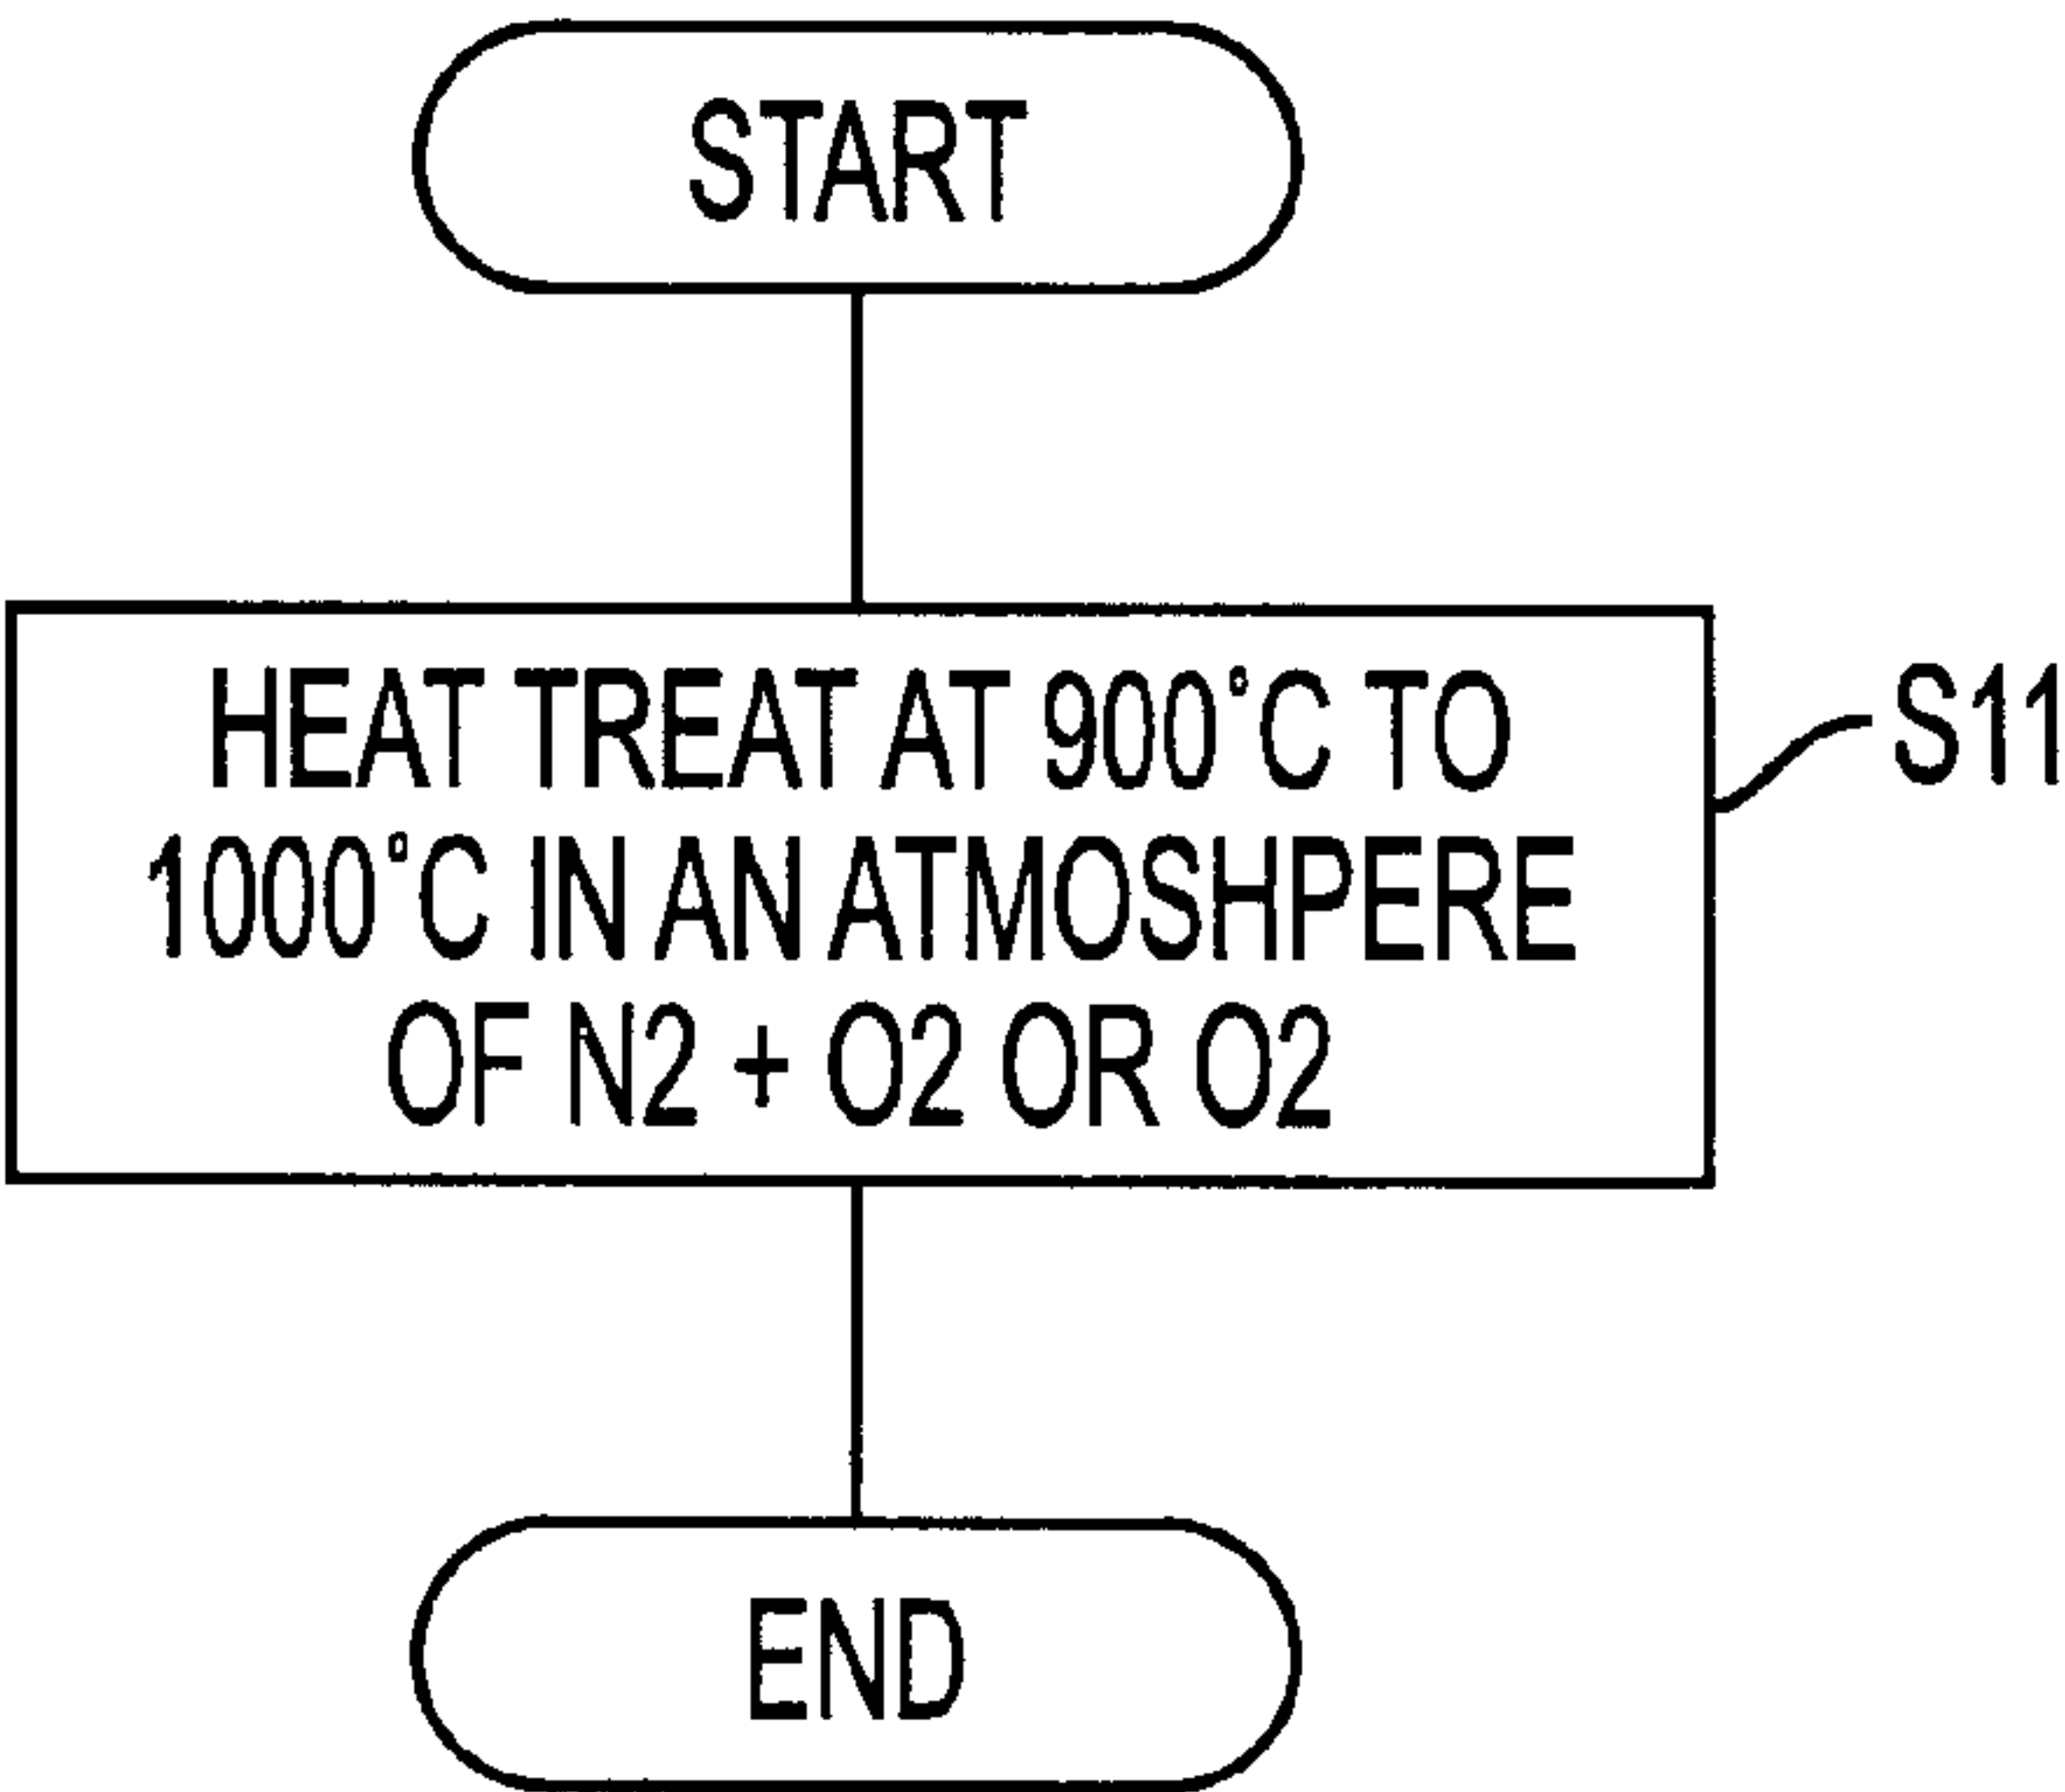 START
HEAT TREAT AT 900°C TO
1000°C IN AN ATMOSHPERE
OF N2 + O2 OR O2
S11
END